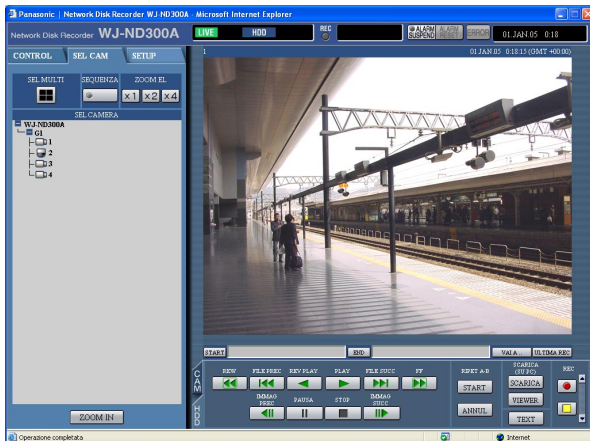 Panasonic | Network Disk Recorder WJ-ND300A - Microsoft Internet Explorer
Network Disk Recorder WJ-ND300A
LIVE HDD REC ALARM SUSPEND ALARM RESET ERROR 01.JAN.05 0:18
CONTROL SEL CAM SETUP
1 01.JAN.05 0:18:15 (GMT +00:00)
SEL MULTI SEQUENZA ZOOM EL
x1 x2 x4
SEL CAMERA
WJ-ND300A
G1
1
2
3
4
START END VAI A... ULTIMA REC
CAM
HDD
REW FILE PREC REV PLAY PLAY FILE SUCC FF
IMMAG PREC PAUSA STOP IMMAG SUCC
RIPET A-B
START
ANNUL
SCARICA (SU PC)
SCARICA
VIEWER
TEXT
REC
ZOOM IN
Operazione completata Internet